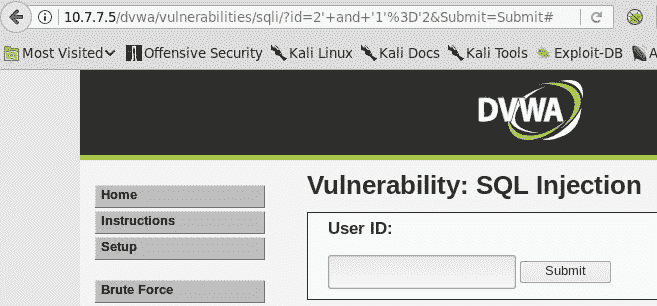 10.7.7.5/dvwa/vulnerabilities/sqli/?id=2'+and+'1'%3D'2&Submit=Submit#
Most Visited Offensive Security Kali Linux Kali Docs Kali Tools Exploit-DB A
DVWA
Home
Instructions
Setup
Brute Force
Vulnerability: SQL Injection
User ID:
Submit